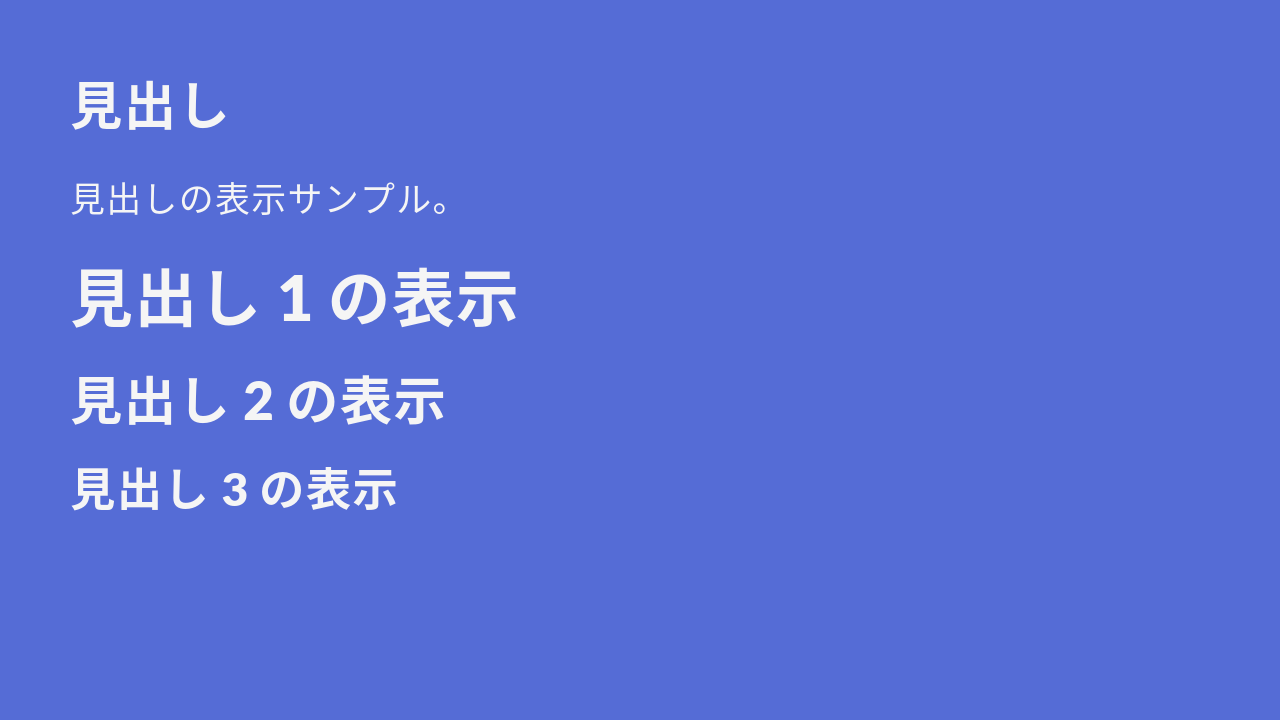 見出し
見出しの表示サンプル。
見出し 1 の表示
見出し 2 の表示
見出し 3 の表示